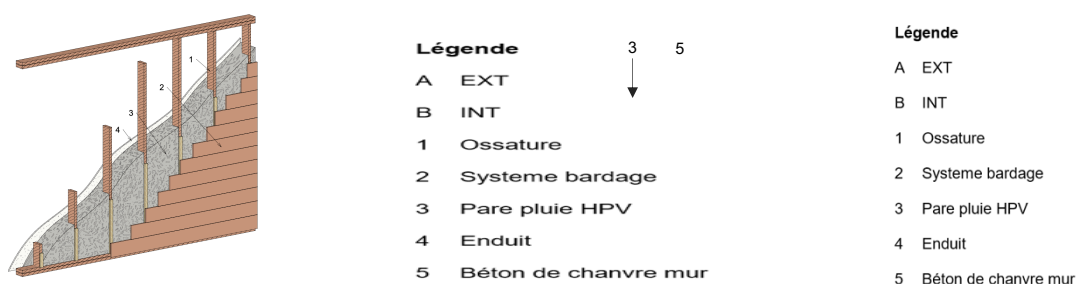 1
2
3
4
Légende
A EXT
B INT
1 Ossature
2 Systeme bardage
3 Pare pluie HPV
4 Enduit
5 Béton de chanvre mur
3 5
Légende
A EXT
B INT
1 Ossature
2 Systeme bardage
3 Pare pluie HPV
4 Enduit
5 Béton de chanvre mur